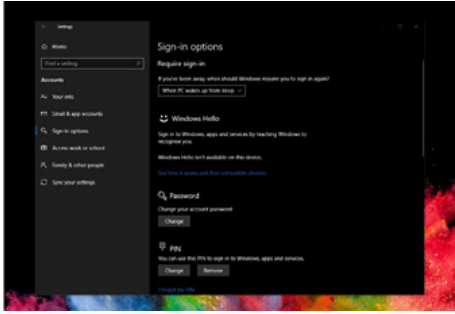 Settings
Home
Find a setting
Accounts
Your info
Email & app accounts
Sign-in options
Access work or school
Family & other people
Sync your settings
Sign-in options
Require sign-in
If you've been away, when should Windows require you to sign in again?
When PC wakes up from sleep
Windows Hello
Sign in to Windows, apps and services by teaching Windows to
recognise you.
Windows Hello isn't available on this device.
See how it works and find compatible devices.
Password
Change your account password
Change
PIN
You can use this PIN to sign in to Windows, apps and services.
Change Remove
I forgot my PIN